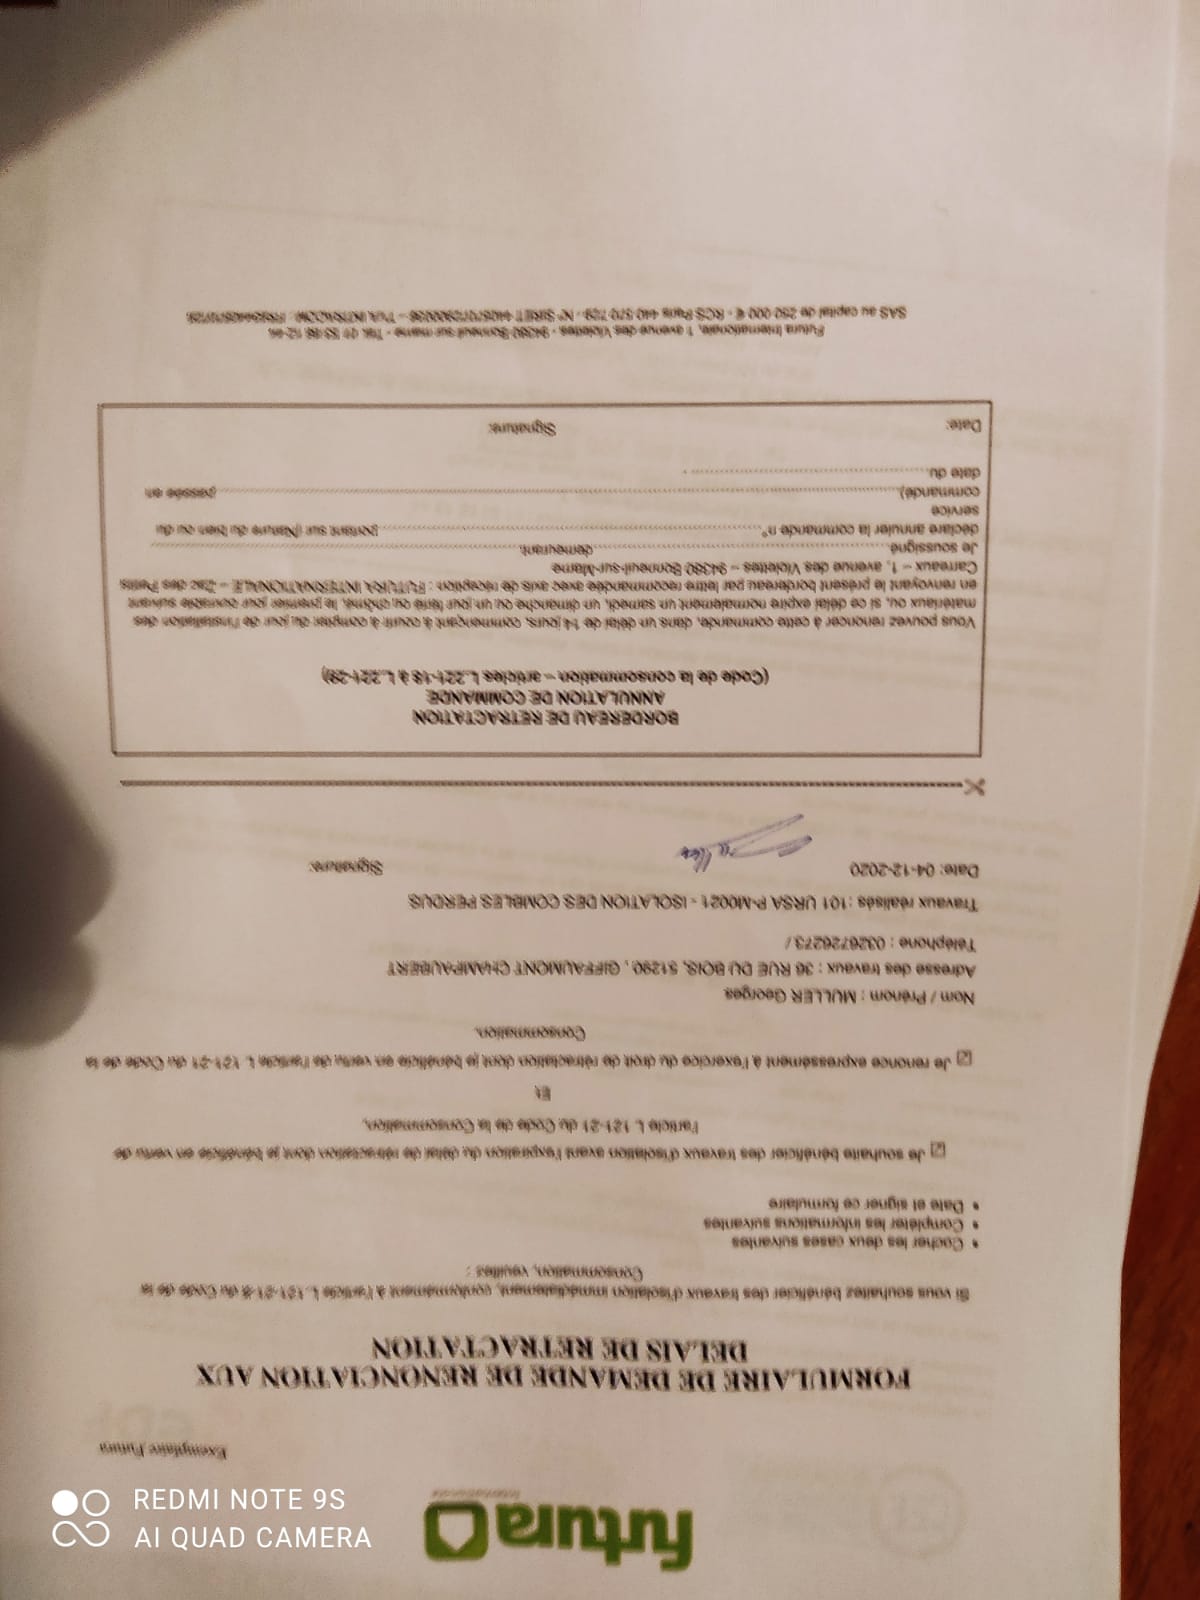 futura
Internationale
Exemplaire Futura
FORMULAIRE DE DEMANDE DE RENONCIATION AUX
DELAIS DE RETRACTATION
Si vous souhaitez bénéficier des travaux d'isolation immédiatement, conformément à l'article L.121-21-8 du Code de la
Consommation, veuillez :
• Cocher les deux cases suivantes
• Compléter les informations suivantes
• Date et signer ce formulaire
☑ Je souhaite bénéficier des travaux d'isolation avant l'expiration du délai de rétractation dont je bénéficie en vertu de
l'article L 121-21 du Code de la Consommation.
Et
☑ Je renonce expressément à l'exercice du droit de rétractation dont je bénéficie en vertu de l'article L 121-21 du Code de la
Consommation.
Nom / Prénom : MULLER Georges
Adresse des travaux : 36 RUE DU BOIS, 51290 , GIFFAUMONT CHAMPAUBERT
Téléphone : 0326726273 /
Travaux réalisés : 101 URSA P-M0021 - ISOLATION DES COMBLES PERDUS
Date: 04-12-2020 Signature:
BORDEREAU DE RETRACTATION
ANNULATION DE COMMANDE
(Code de la consommation – articles L.221-18 à L.221-28)
Vous pouvez renoncer à cette commande, dans un délai de 14 jours, commençant à courir à compter du jour de l'installation des
matériaux ou, si ce délai expire normalement un samedi, un dimanche ou un jour férié ou chômé, le premier jour ouvrable suivant
en renvoyant le présent bordereau par lettre recommandée avec avis de réception : FUTURA INTERNATIONALE – Zac des Petits
Carreaux – 1, avenue des Violettes – 94380 Bonneuil-sur-Marne
Je soussigné demeurant
déclare annuler la commande n° portant sur (Nature du bien ou du
service
commandé) passée en
date du
Date: Signature:
Futura Internationale, 1 avenue des Violettes - 94380 Bonneuil sur marne - Tél. 01 53 98
SAS au capital de 250 000 € - RCS Paris 440 570 709 - N° SIRET
REDMI NOTE 9S
AI QUAD CAMERA